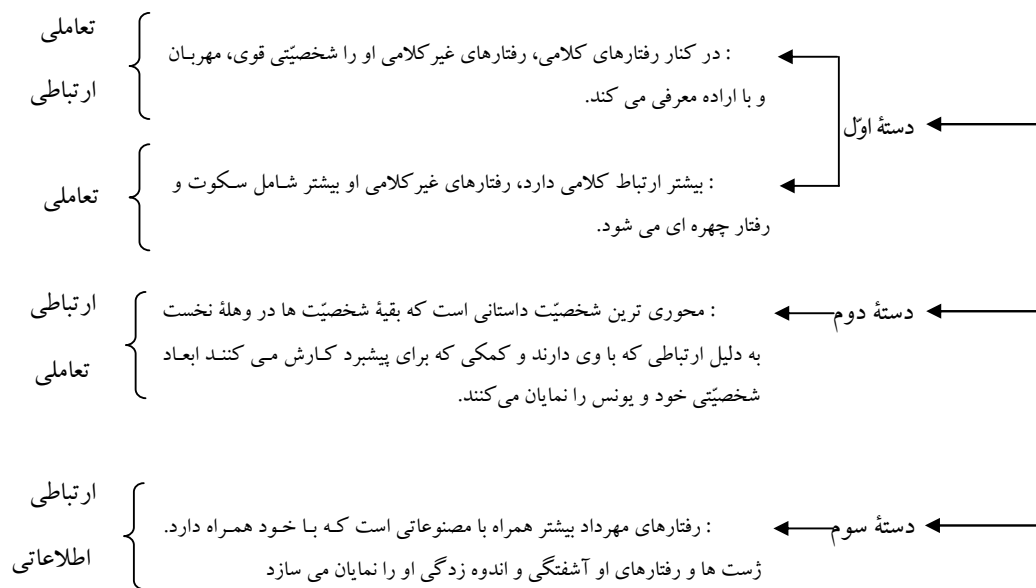 دستهٔ اوّل
: در کنار رفتارهای کلامی، رفتارهای غیرکلامی او را شخصیّتی قوی، مهربـان
و با اراده معرفی می کند.
تعاملی
ارتباطی
: بیشتر ارتباط کلامی دارد، رفتارهای غیرکلامی او بیشتر شـامل سـکوت و
رفتار چهره ای می شود.
تعاملی
دستهٔ دوم
: محوری ترین شخصیّت داستانی است که بقیهٔ شخصیّت ها در وهلهٔ نخست
به دلیل ارتباطی که با وی دارند و کمکی که برای پیشبرد کـارش مـی کننـد ابعـاد
شخصیّتی خود و یونس را نمایان می‌کنند.
ارتباطی
تعاملی
دستهٔ سوم
: رفتارهای مهرداد بیشتر همراه با مصنوعاتی است کـه بـا خـود همـراه دارد.
ژست ها و رفتارهای او آشفتگی و اندوه زدگی او را نمایان می سازد
ارتباطی
اطلاعاتی